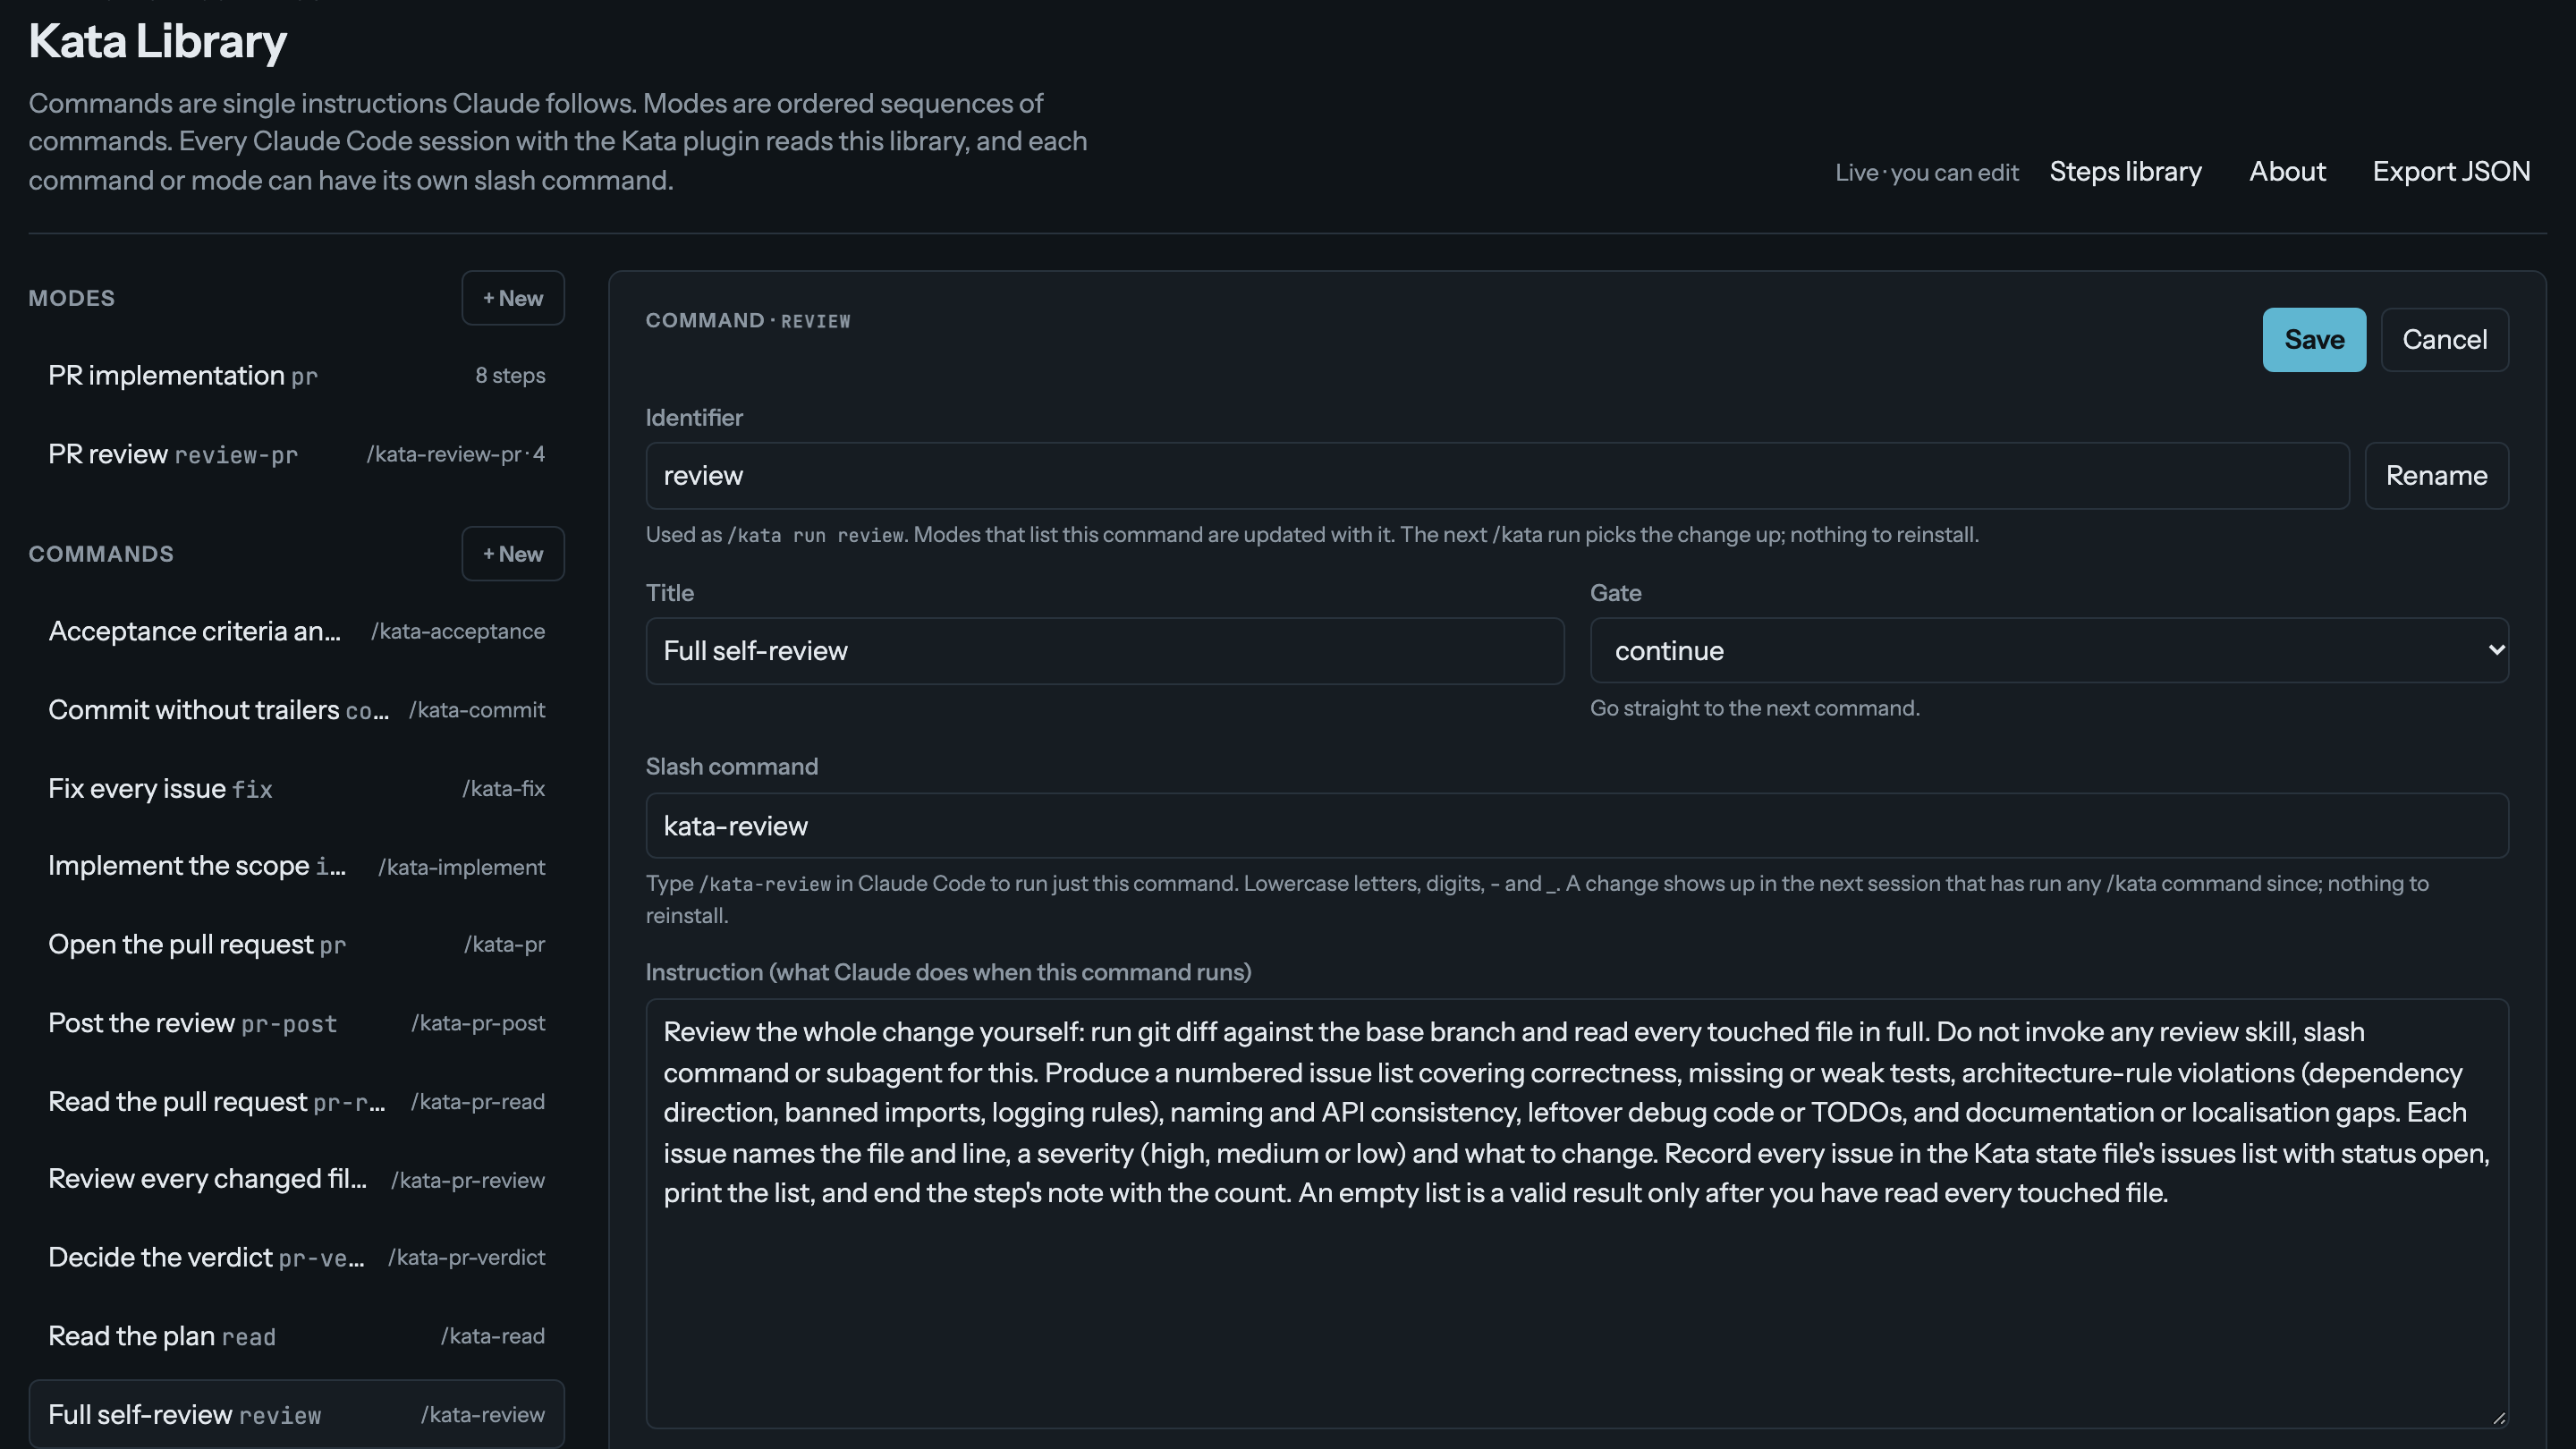 Kata Library
Commands are single instructions Claude follows. Modes are ordered sequences of
commands. Every Claude Code session with the Kata plugin reads this library, and each
command or mode can have its own slash command.
Live · you can edit
Steps library
About
Export JSON
MODES
+ New
PR implementation pr
8 steps
PR review review-pr
/kata-review-pr · 4
COMMANDS
+ New
Acceptance criteria an...
/kata-acceptance
Commit without trailers co...
/kata-commit
Fix every issue fix
/kata-fix
Implement the scope i...
/kata-implement
Open the pull request pr
/kata-pr
Post the review pr-post
/kata-pr-post
Read the pull request pr-r...
/kata-pr-read
Review every changed fil...
/kata-pr-review
Decide the verdict pr-ve...
/kata-pr-verdict
Read the plan read
/kata-read
Full self-review review
/kata-review
COMMAND · REVIEW
Save
Cancel
Identifier
review
Rename
Used as /kata run review. Modes that list this command are updated with it. The next /kata run picks the change up; nothing to reinstall.
Title
Full self-review
Gate
continue
Go straight to the next command.
Slash command
kata-review
Type /kata-review in Claude Code to run just this command. Lowercase letters, digits, - and _. A change shows up in the next session that has run any /kata command since; nothing to
reinstall.
Instruction (what Claude does when this command runs)
Review the whole change yourself: run git diff against the base branch and read every touched file in full. Do not invoke any review skill, slash
command or subagent for this. Produce a numbered issue list covering correctness, missing or weak tests, architecture-rule violations (dependency
direction, banned imports, logging rules), naming and API consistency, leftover debug code or TODOs, and documentation or localisation gaps. Each
issue names the file and line, a severity (high, medium or low) and what to change. Record every issue in the Kata state file's issues list with status open,
print the list, and end the step's note with the count. An empty list is a valid result only after you have read every touched file.